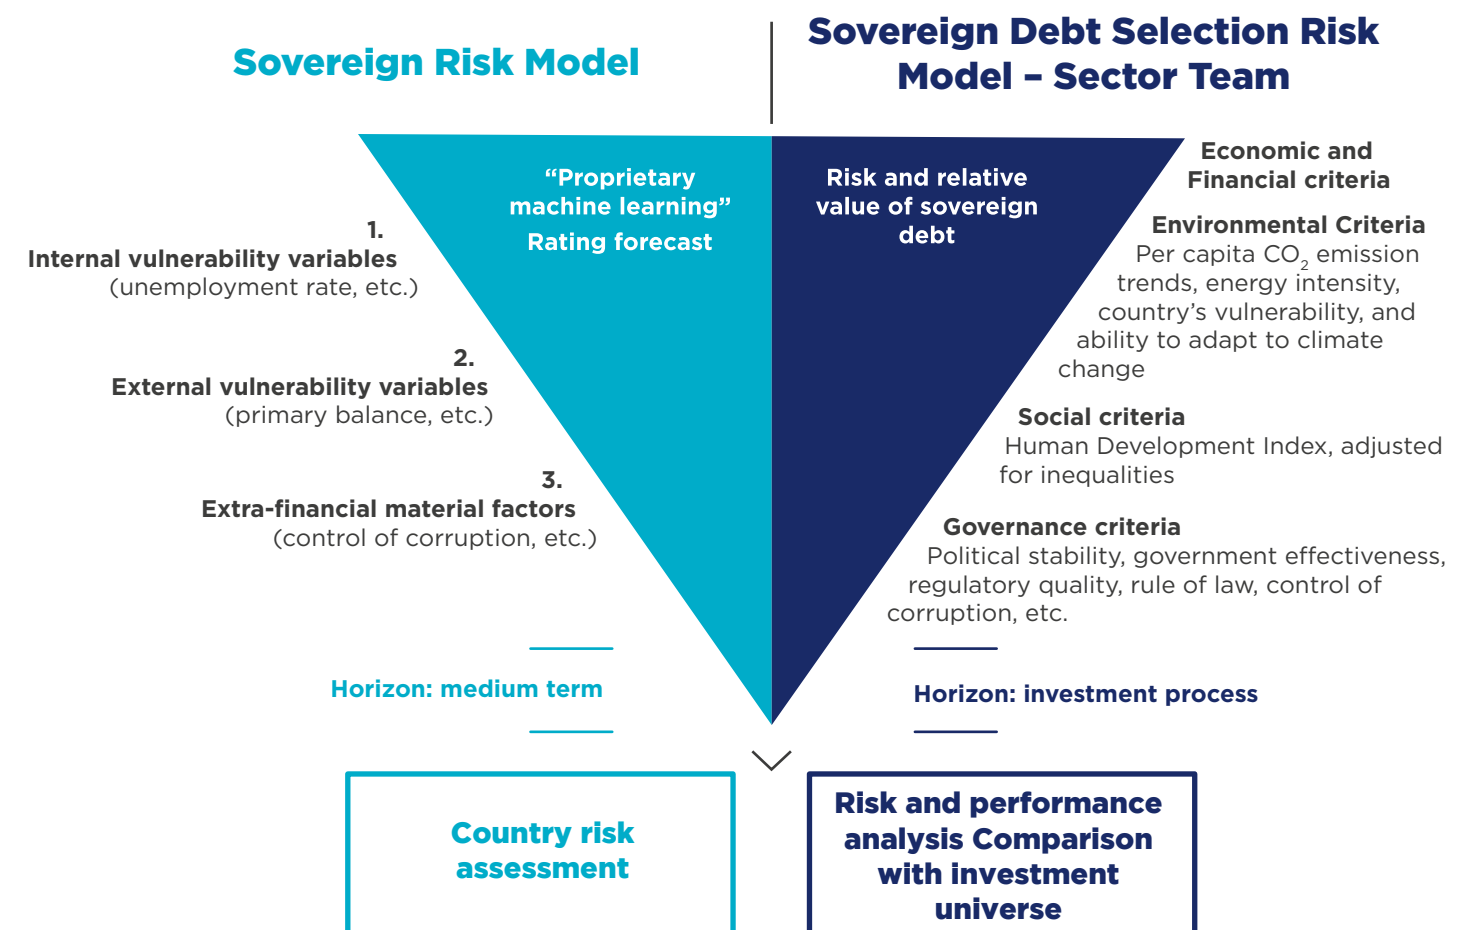 Sovereign Risk Model
Sovereign Debt Selection Risk
Model – Sector Team
“Proprietary
machine learning”
Rating forecast
1.
Internal vulnerability variables
(unemployment rate, etc.)
2.
External vulnerability variables
(primary balance, etc.)
3.
Extra-financial material factors
(control of corruption, etc.)
Horizon: medium term
Risk and relative
value of sovereign
debt
Economic and
Financial criteria
Environmental Criteria
Per capita CO₂ emission
trends, energy intensity,
country’s vulnerability, and
ability to adapt to climate
change
Social criteria
Human Development Index, adjusted
for inequalities
Governance criteria
Political stability, government effectiveness,
regulatory quality, rule of law, control of
corruption, etc.
Horizon: investment process
Country risk
assessment
Risk and performance
analysis Comparison
with investment
universe